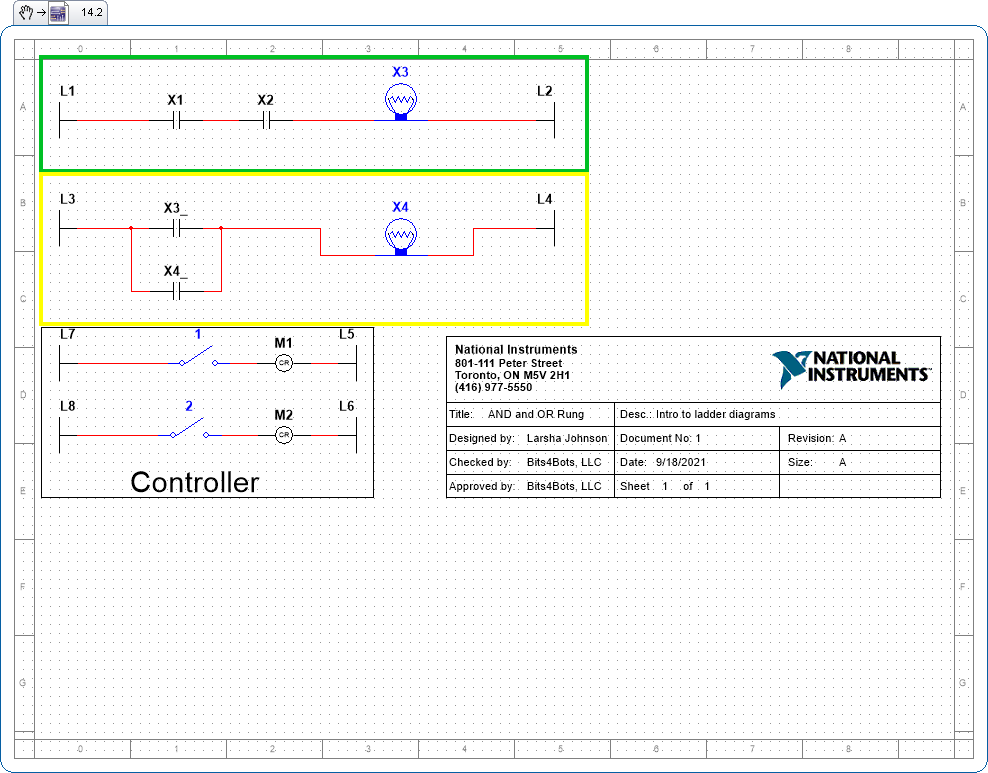 14.2
0 1 2 3 4 5 6 7 8
A A
L1 X1 X2 X3 L2
B B
L3 X3_ X4 L4
X4_
C C
L7 1 M1 L5
CR
D D
L8 2 M2 L6
CR
Controller
E E
National Instruments
801-111 Peter Street
Toronto, ON M5V 2H1
(416) 977-5550
NATIONAL
INSTRUMENTS™
Title: AND and OR Rung Desc.: Intro to ladder diagrams
Designed by: Larsha Johnson Document No: 1 Revision: A
Checked by: Bits4Bots, LLC Date: 9/18/2021 Size: A
Approved by: Bits4Bots, LLC Sheet 1 of 1
F F
G G
0 1 2 3 4 5 6 7 8